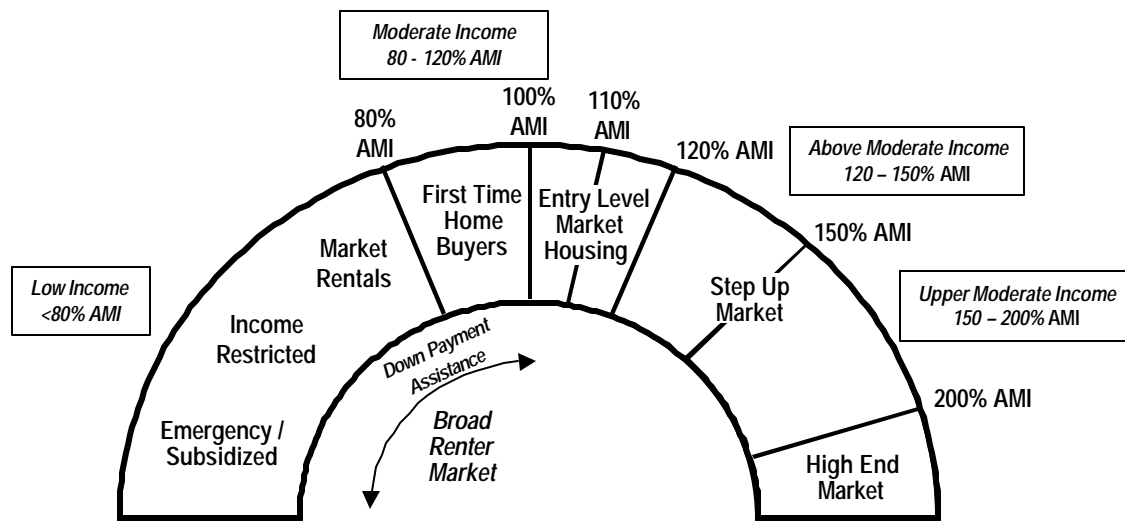 Moderate Income
80 - 120% AMI
100%
AMI
110%
AMI
80%
AMI
120% AMI
Above Moderate Income
120 – 150% AMI
First Time
Home
Buyers
Entry Level
Market
Housing
150% AMI
Market
Rentals
Low Income
<80% AMI
Step Up
Market
Upper Moderate Income
150 – 200% AMI
Income
Restricted
Down Payment
Assistance
200% AMI
Broad
Renter
Market
Emergency /
Subsidized
High End
Market